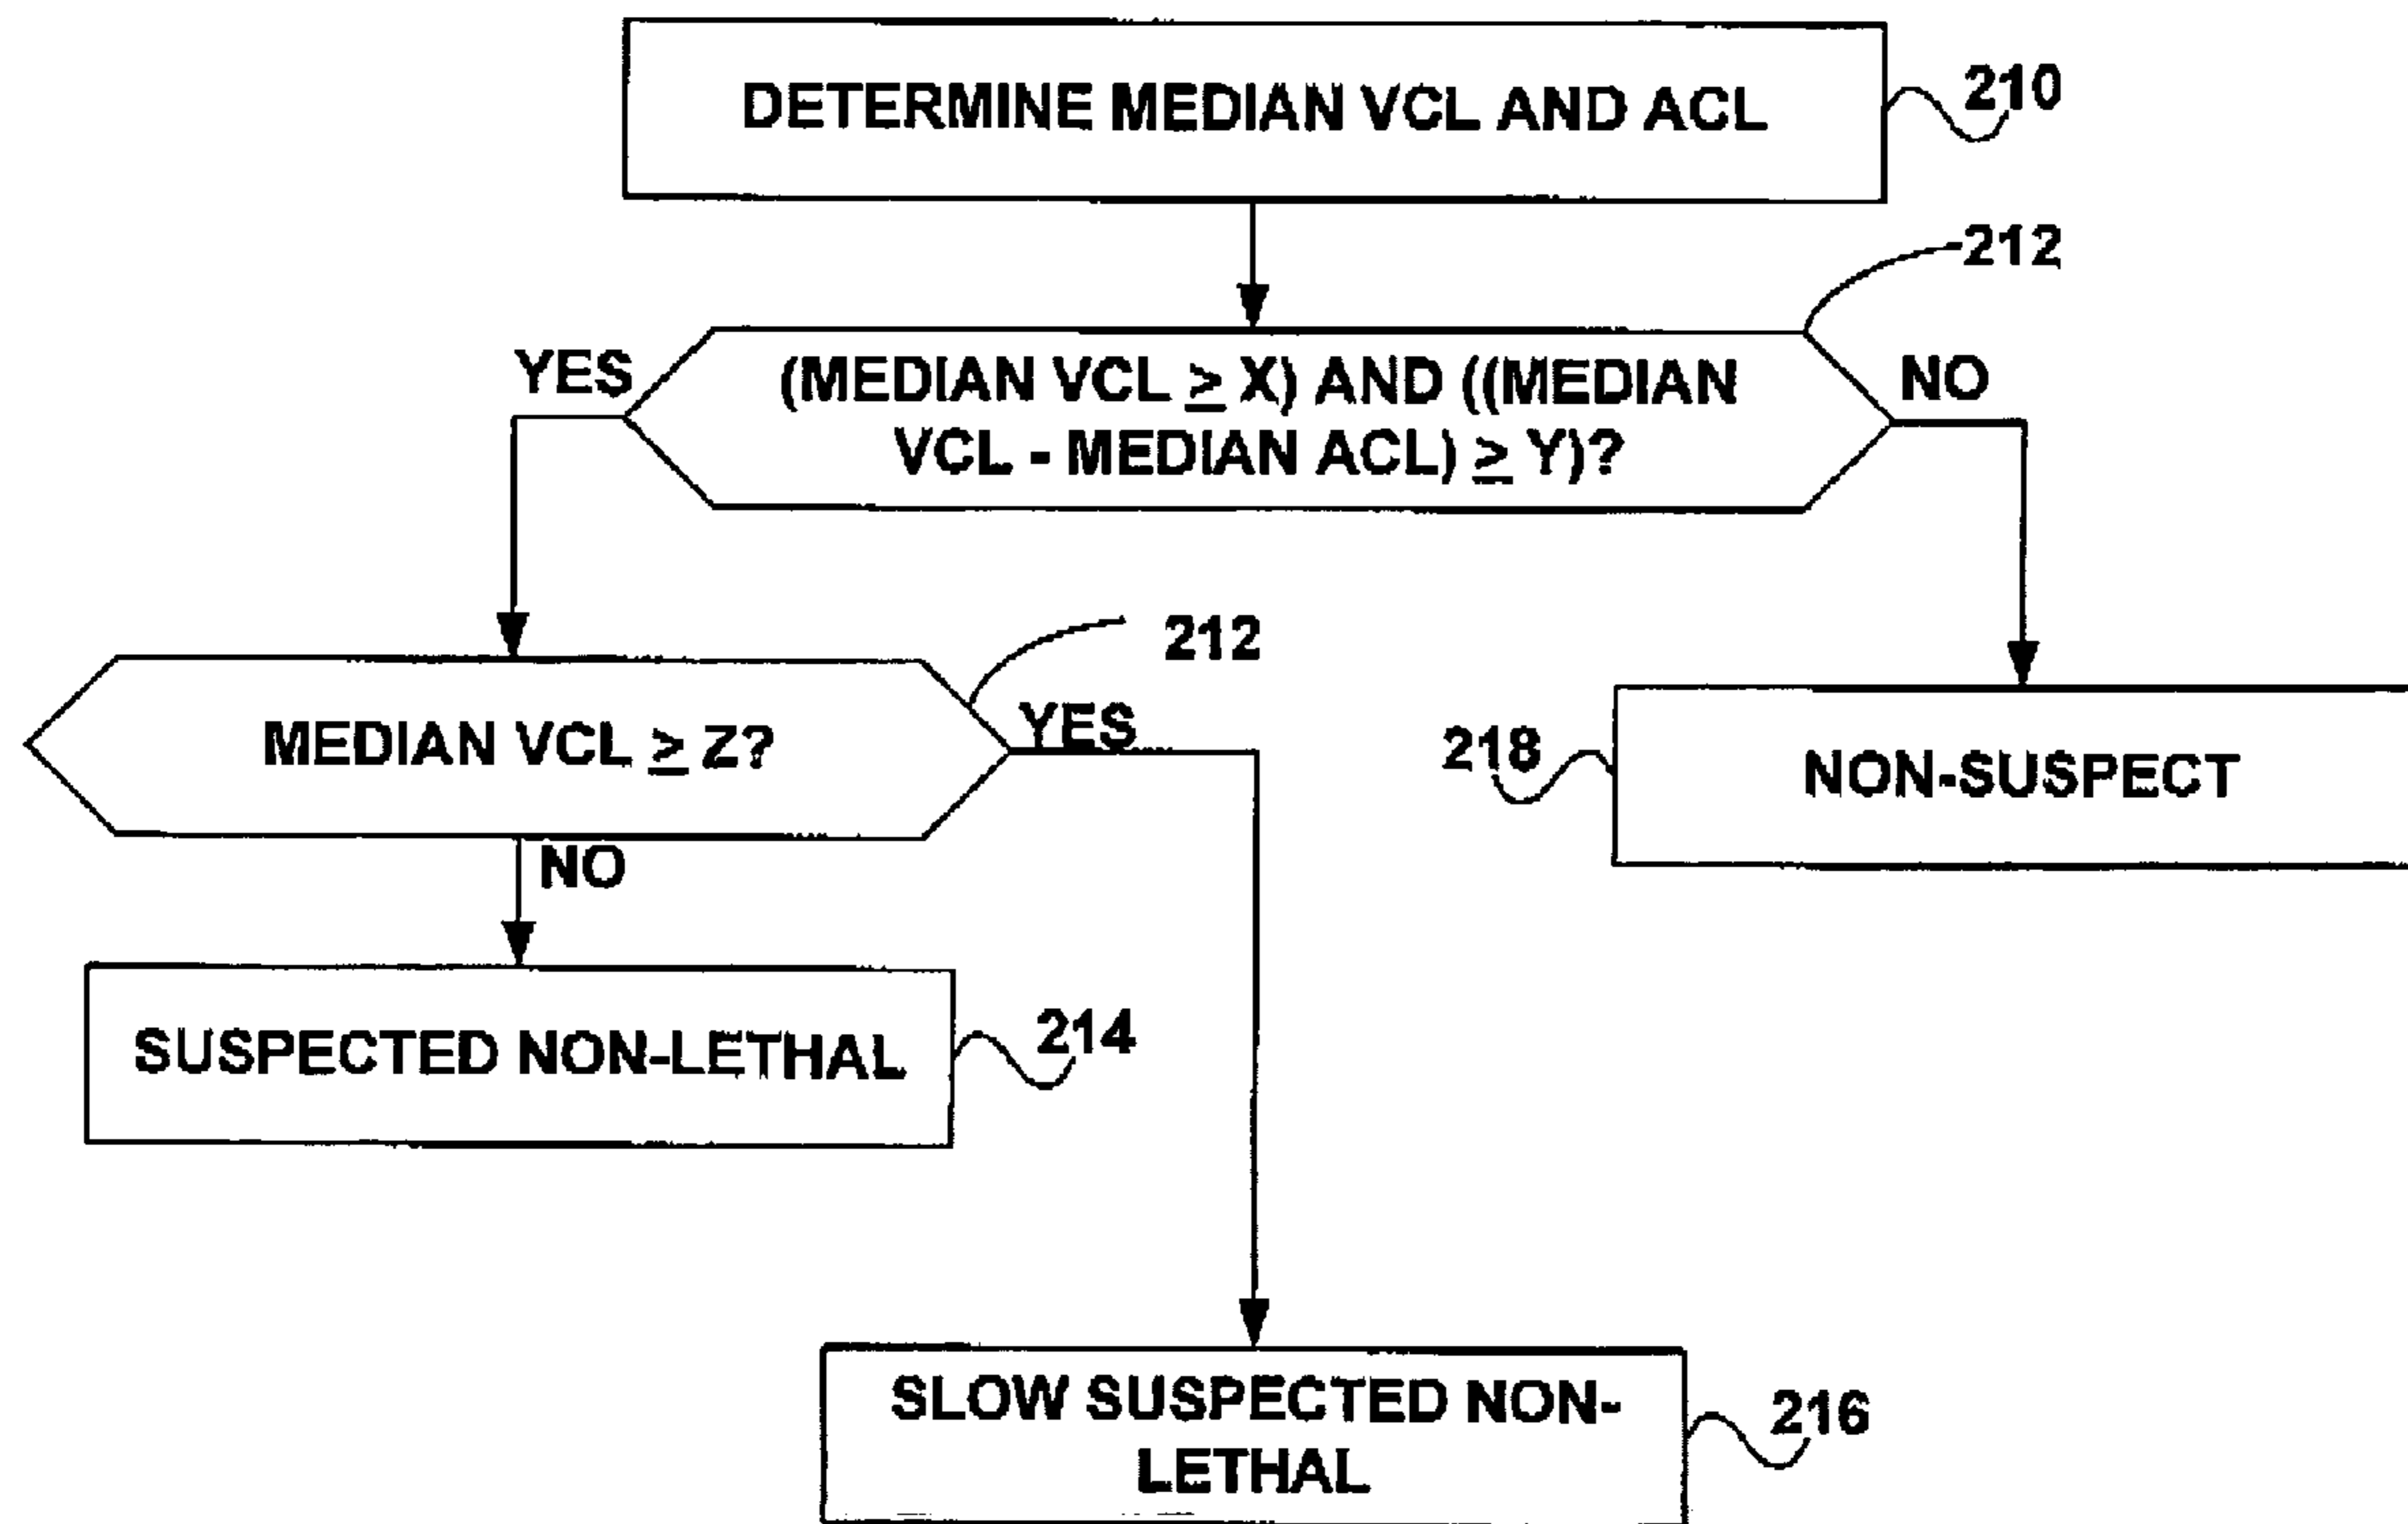 DETERMINE MEDIAN VCL AND ACL
210
212
YES
(MEDIAN VCL ≥ X) AND ((MEDIAN
VCL - MEDIAN ACL) ≥ Y)?
NO
212
MEDIAN VCL ≥ Z?
YES
218
NON-SUSPECT
NO
SUSPECTED NON-LETHAL
214
SLOW SUSPECTED NON-
LETHAL
216